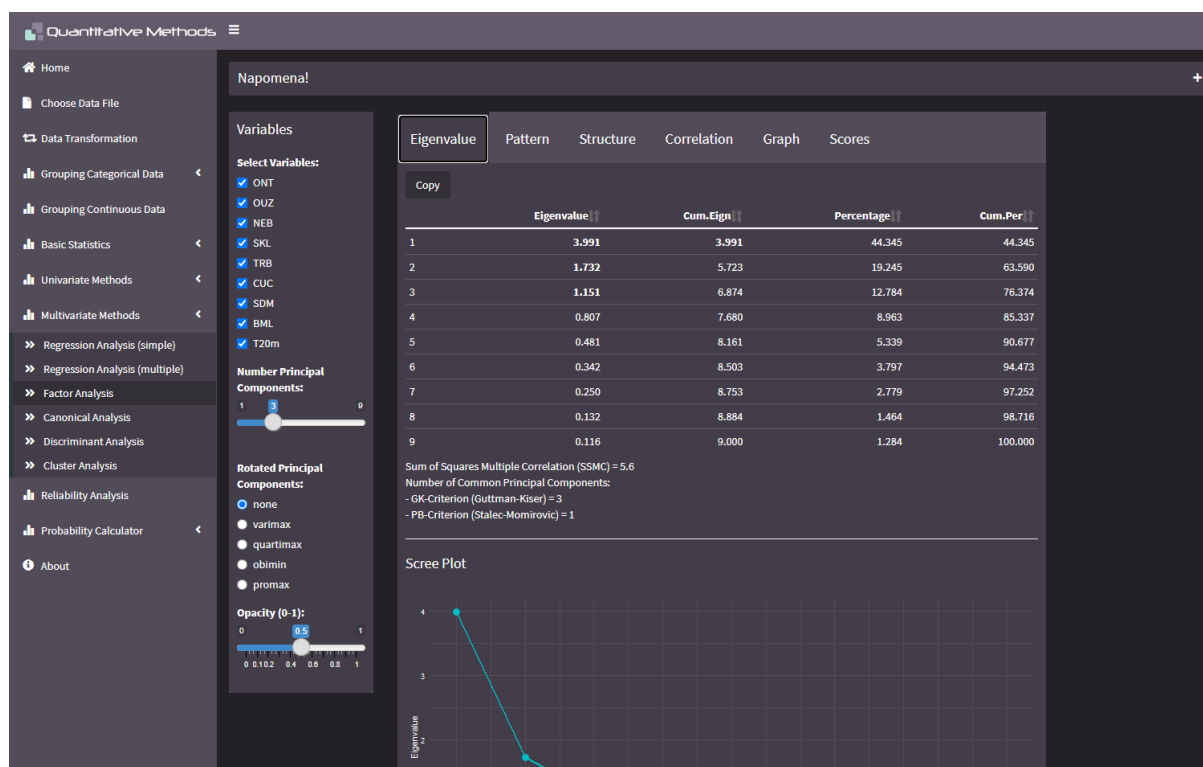 Quantitative Methods
Home
Choose Data File
Data Transformation
Grouping Categorical Data
Grouping Continuous Data
Basic Statistics
Univariate Methods
Multivariate Methods
Regression Analysis (simple)
Regression Analysis (multiple)
Factor Analysis
Canonical Analysis
Discriminant Analysis
Cluster Analysis
Reliability Analysis
Probability Calculator
About
Napomena!
Variables
Select Variables:
ONT
OUZ
NEB
SKL
TRB
CUC
SDM
BML
T20m
Number Principal
Components:
1 3 9
Rotated Principal
Components:
none
varimax
quartimax
obimin
promax
Opacity (0-1):
0 0.5 1
0 0.1 0.2 0.4 0.6 0.8 1
Eigenvalue Pattern Structure Correlation Graph Scores
Copy
Eigenvalue Cum.Eign Percentage Cum.Per
1 3.991 3.991 44.345 44.345
2 1.732 5.723 19.245 63.590
3 1.151 6.874 12.784 76.374
4 0.807 7.680 8.963 85.337
5 0.481 8.161 5.339 90.677
6 0.342 8.503 3.797 94.473
7 0.250 8.753 2.779 97.252
8 0.132 8.884 1.464 98.716
9 0.116 9.000 1.284 100.000
Sum of Squares Multiple Correlation (SSMC) = 5.6
Number of Common Principal Components:
- GK-Criterion (Guttman-Kiser) = 3
- PB-Criterion (Stalec-Momirovic) = 1
Scree Plot
4
3
2
Eigenvalue